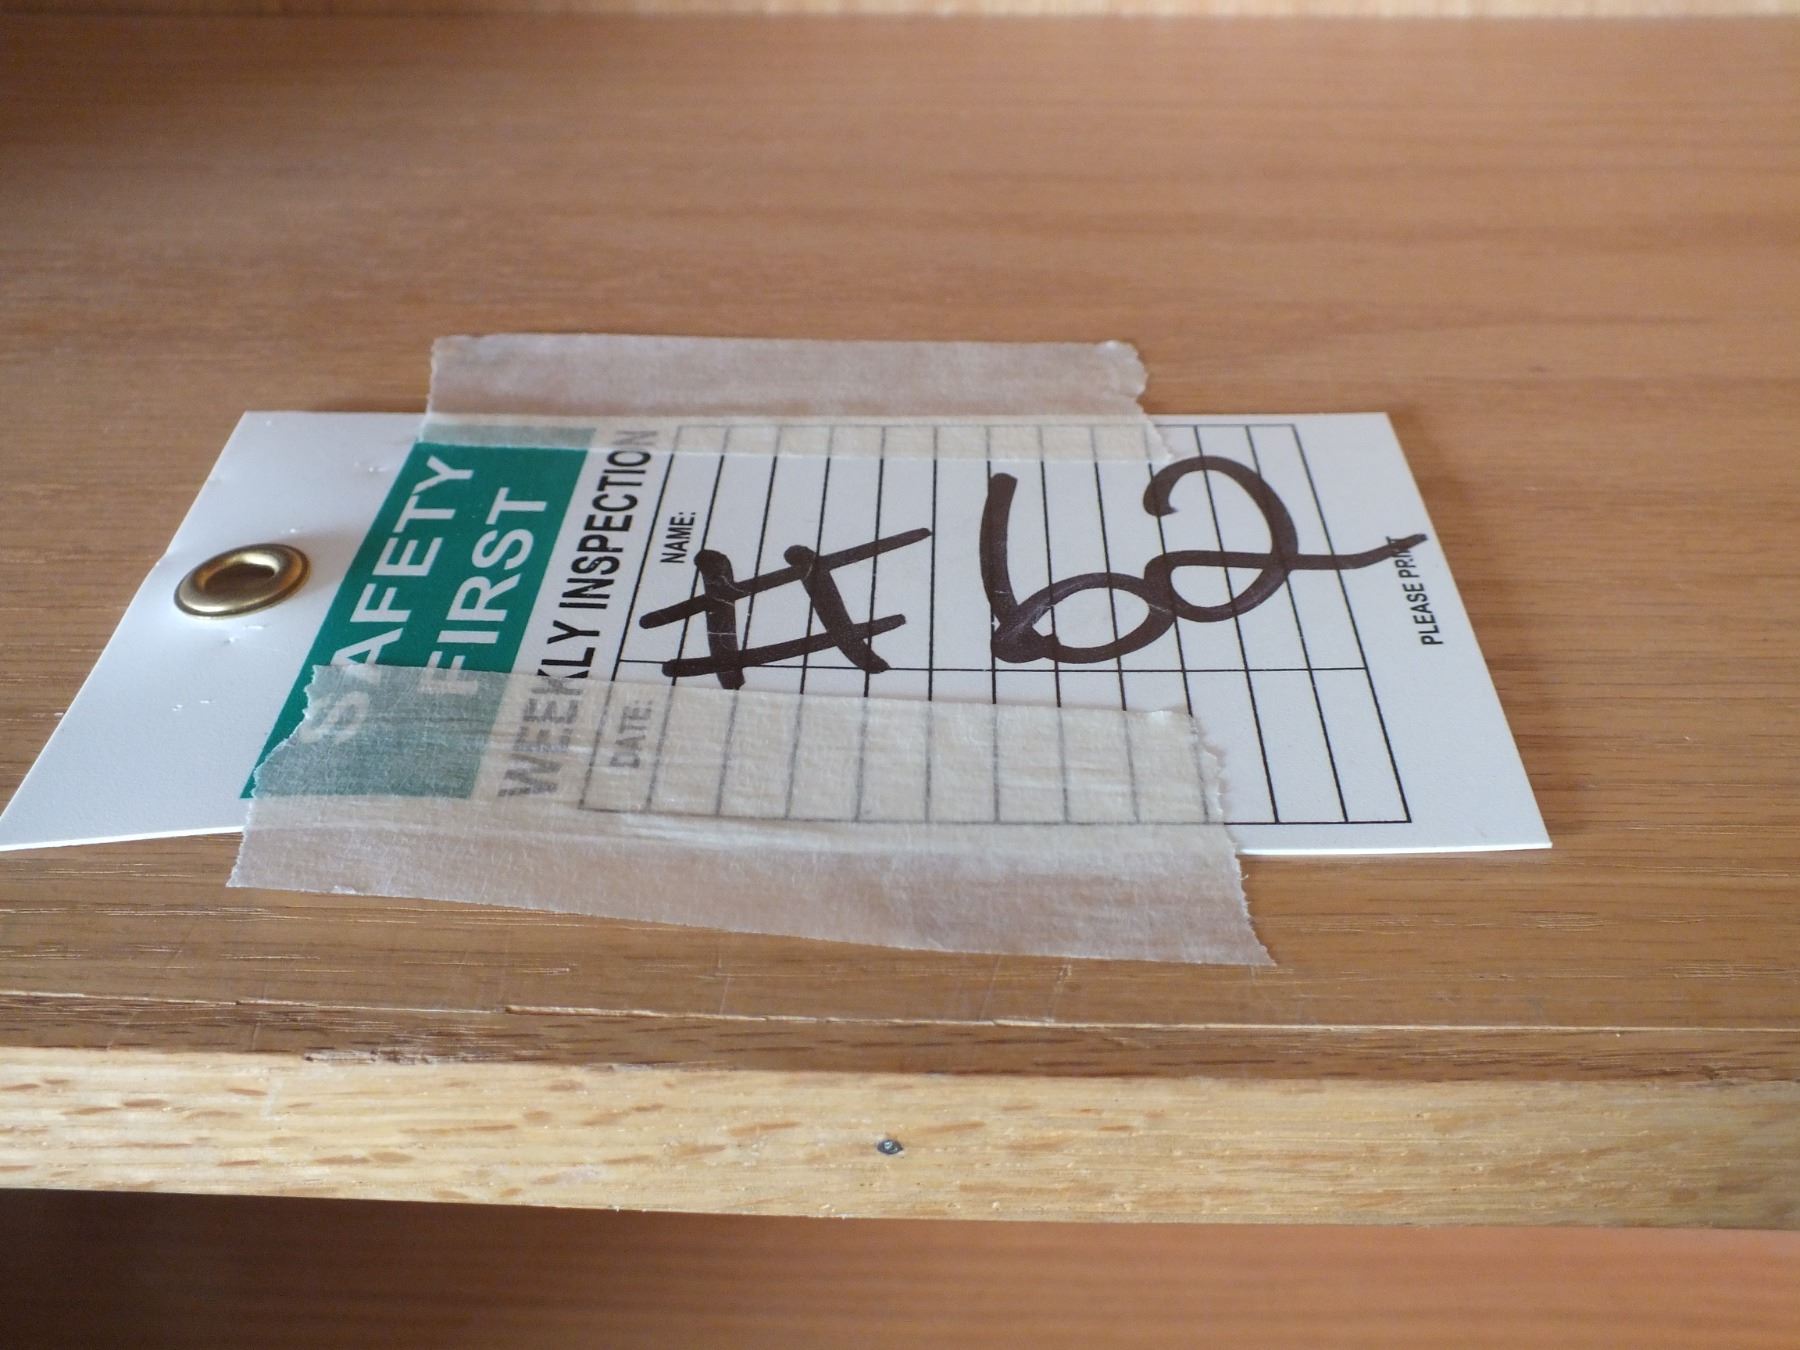 SAFETY
FIRST
WEEKLY INSPECTION
DATE: NAME:
#62
PLEASE PRINT